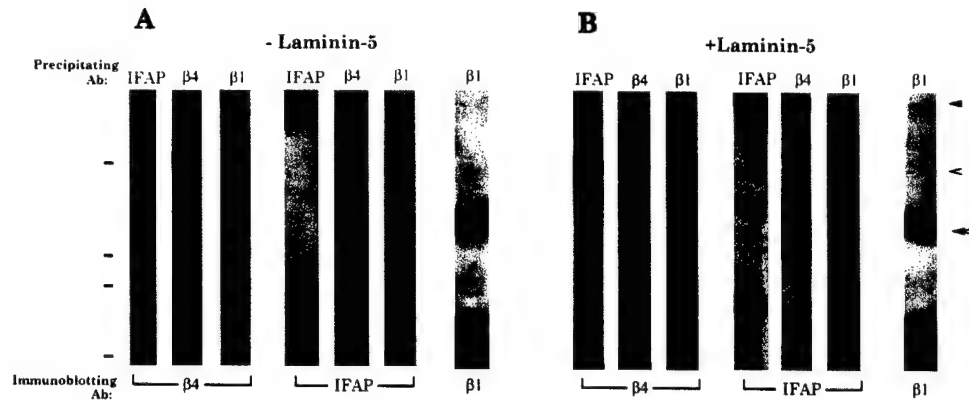 A
- Laminin-5
B
+Laminin-5
Precipitating Ab:
IFAP β4 β1 IFAP β4 β1 β1
IFAP β4 β1 IFAP β4 β1 β1
Immunoblotting Ab:
β4 IFAP β1
β4 IFAP β1